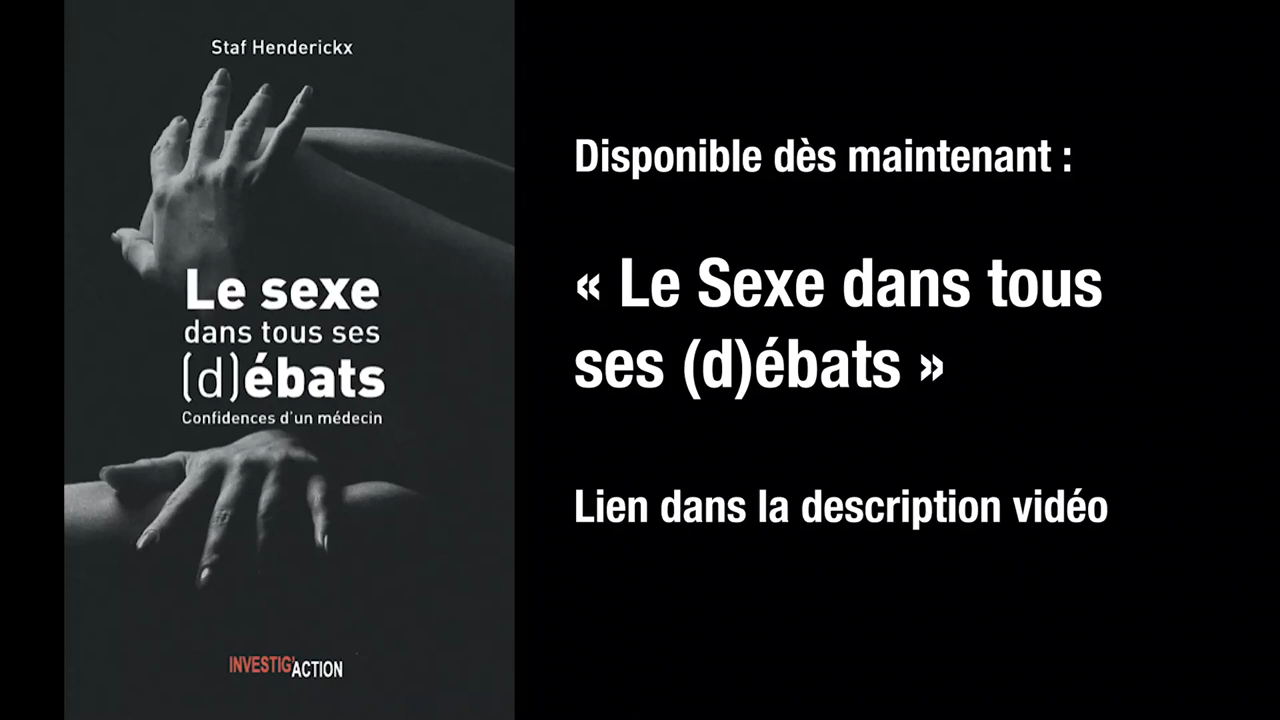 Staf Henderickx
Le sexe
dans tous ses
(d)ébats
Confidences d'un médecin
INVESTIG'ACTION
Disponible dès maintenant :
« Le Sexe dans tous
ses (d)ébats »
Lien dans la description vidéo